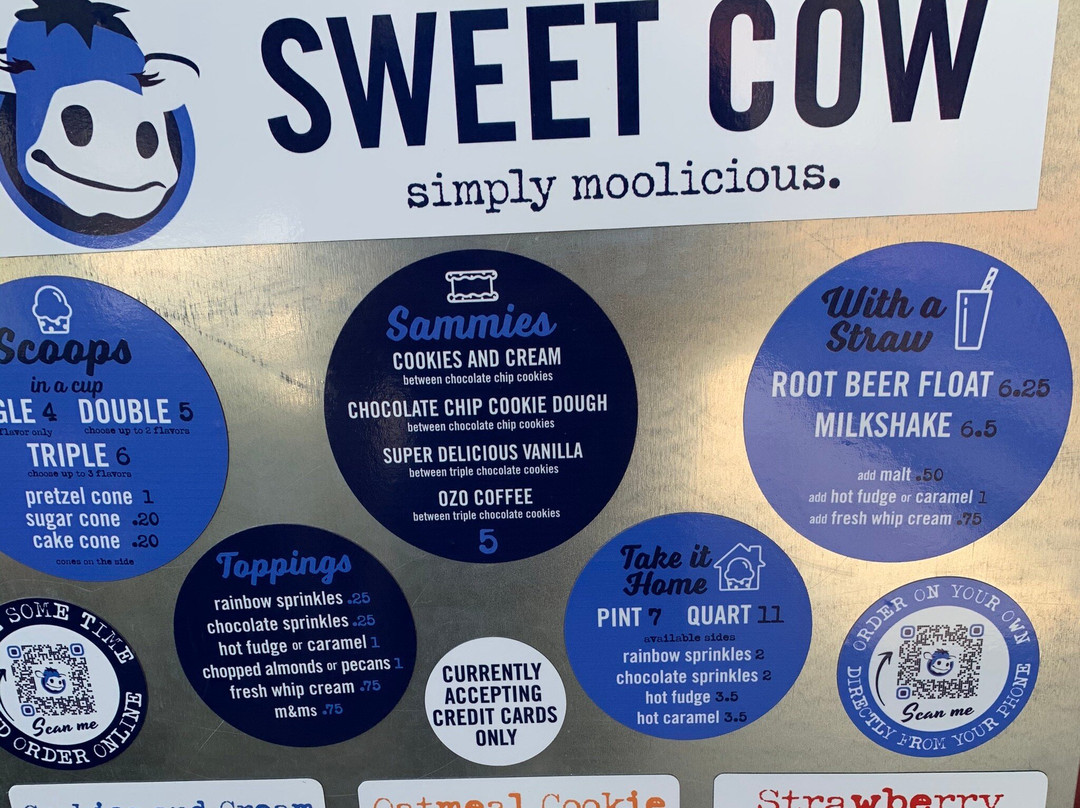 SWEET COW
simply moolicious.
Scoops
in a cup
GLE 4 DOUBLE 5
flavor only choose up to 2 flavors
TRIPLE 6
choose up to 3 flavors
pretzel cone 1
sugar cone .20
cake cone .20
cones on the side
Sammies
COOKIES AND CREAM
between chocolate chip cookies
CHOCOLATE CHIP COOKIE DOUGH
between chocolate chip cookies
SUPER DELICIOUS VANILLA
between triple chocolate cookies
OZO COFFEE
between triple chocolate cookies
5
With a
Straw
ROOT BEER FLOAT 6.25
MILKSHAKE 6.5
add malt .50
add hot fudge or caramel 1
add fresh whip cream .75
Toppings
rainbow sprinkles .25
chocolate sprinkles .25
hot fudge or caramel 1
chopped almonds or pecans 1
fresh whip cream .75
m&ms .75
Take it
Home
PINT 7 QUART 11
available sides
rainbow sprinkles 2
chocolate sprinkles 2
hot fudge 3.5
hot caramel 3.5
SOME TIME
Scan me
ORDER ONLINE
CURRENTLY
ACCEPTING
CREDIT CARDS
ONLY
ORDER ON YOUR OWN
Scan me
DIRECTLY FROM YOUR PHONE
Cookies and Cream
Oatmeal Cookie
Strawberry